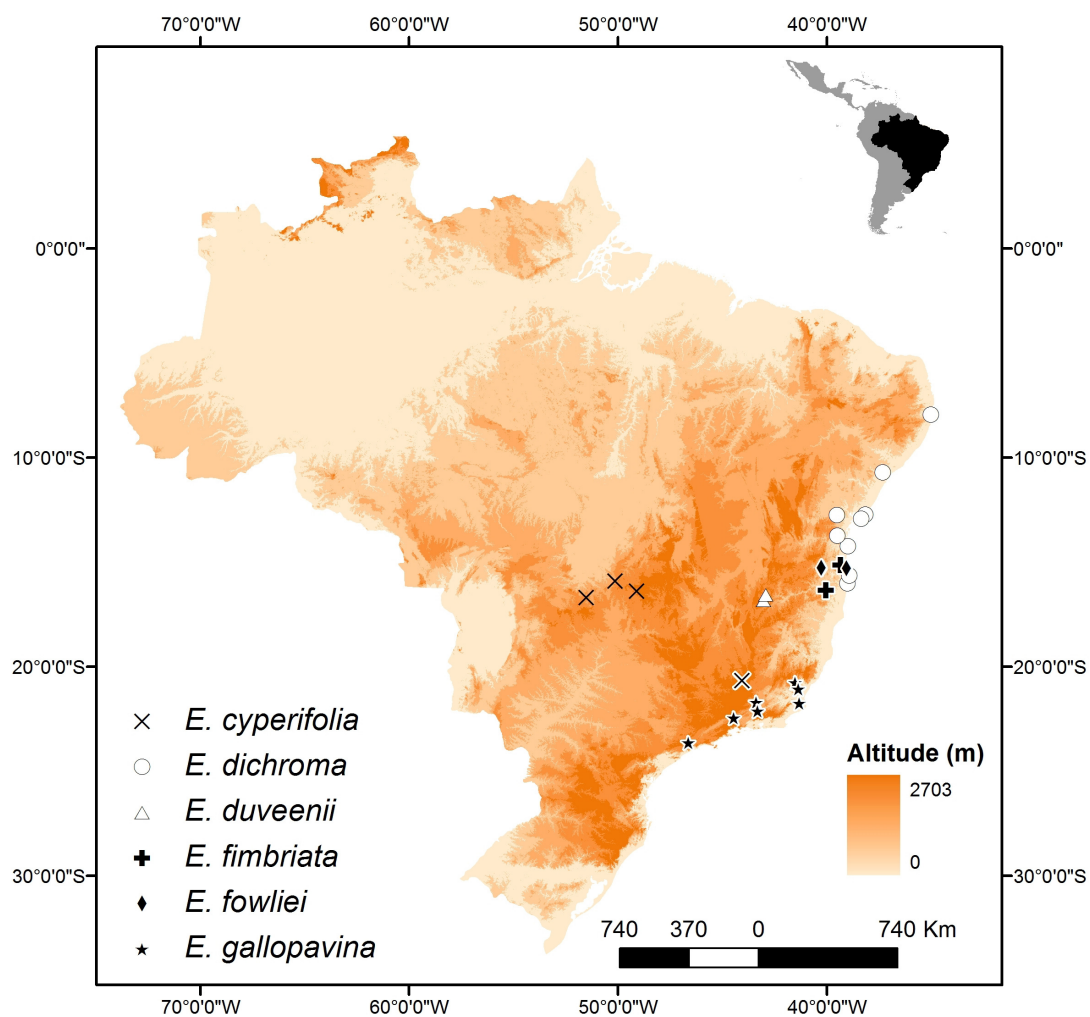 70°0'0"W 60°0'0"W 50°0'0"W 40°0'0"W
0°0'0" 0°0'0"
10°0'0"S 10°0'0"S
20°0'0"S 20°0'0"S
E. cyperifolia
E. dichroma
E. duveenii
E. fimbriata
E. fowliei
E. gallopavina
Altitude (m)
2703
0
30°0'0"S 30°0'0"S
740 370 0 740 Km
70°0'0"W 60°0'0"W 50°0'0"W 40°0'0"W